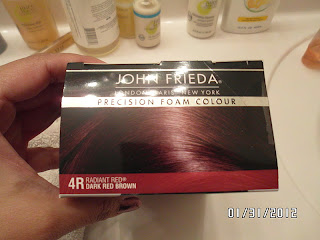 JOHN FRIEDA®
LONDON PARIS NEW YORK
PRECISION FOAM COLOUR
4R RADIANT RED®
DARK RED BROWN
01/31/2012